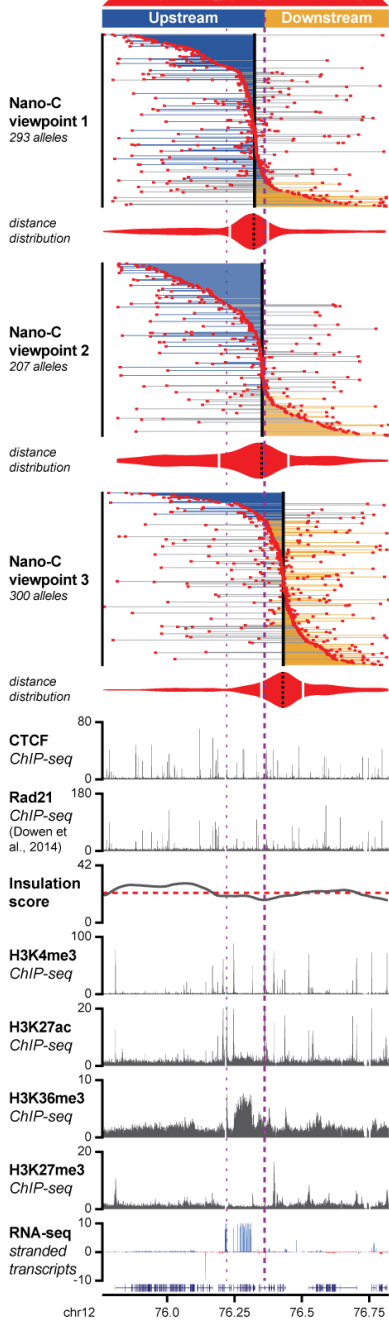 Upstream Downstream
Nano-C
viewpoint 1
293 alleles
distance
distribution
Nano-C
viewpoint 2
207 alleles
distance
distribution
Nano-C
viewpoint 3
300 alleles
distance
distribution
80
CTCF
ChIP-seq
0
180
Rad21
ChIP-seq
(Dowen
et al., 2014)
0
42
Insulation
score
0
100
H3K4me3
ChIP-seq
0
20
H3K27ac
ChIP-seq
0
10
H3K36me3
ChIP-seq
0
20
H3K27me3
ChIP-seq
0
10
RNA-seq
stranded
0
transcripts
-10
chr12 76.0 76.25 76.5 76.75